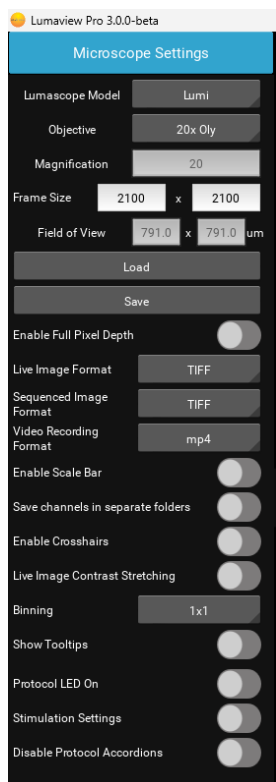 Lumaview Pro 3.0.0-beta
Microscope Settings
Lumascope Model Lumi
Objective 20x Oly
Magnification 20
Frame Size 2100 x 2100
Field of View 791.0 x 791.0 um
Load
Save
Enable Full Pixel Depth
Live Image Format TIFF
Sequenced Image
Format TIFF
Video Recording
Format mp4
Enable Scale Bar
Save channels in separate folders
Enable Crosshairs
Live Image Contrast Stretching
Binning 1x1
Show Tooltips
Protocol LED On
Stimulation Settings
Disable Protocol Accordions